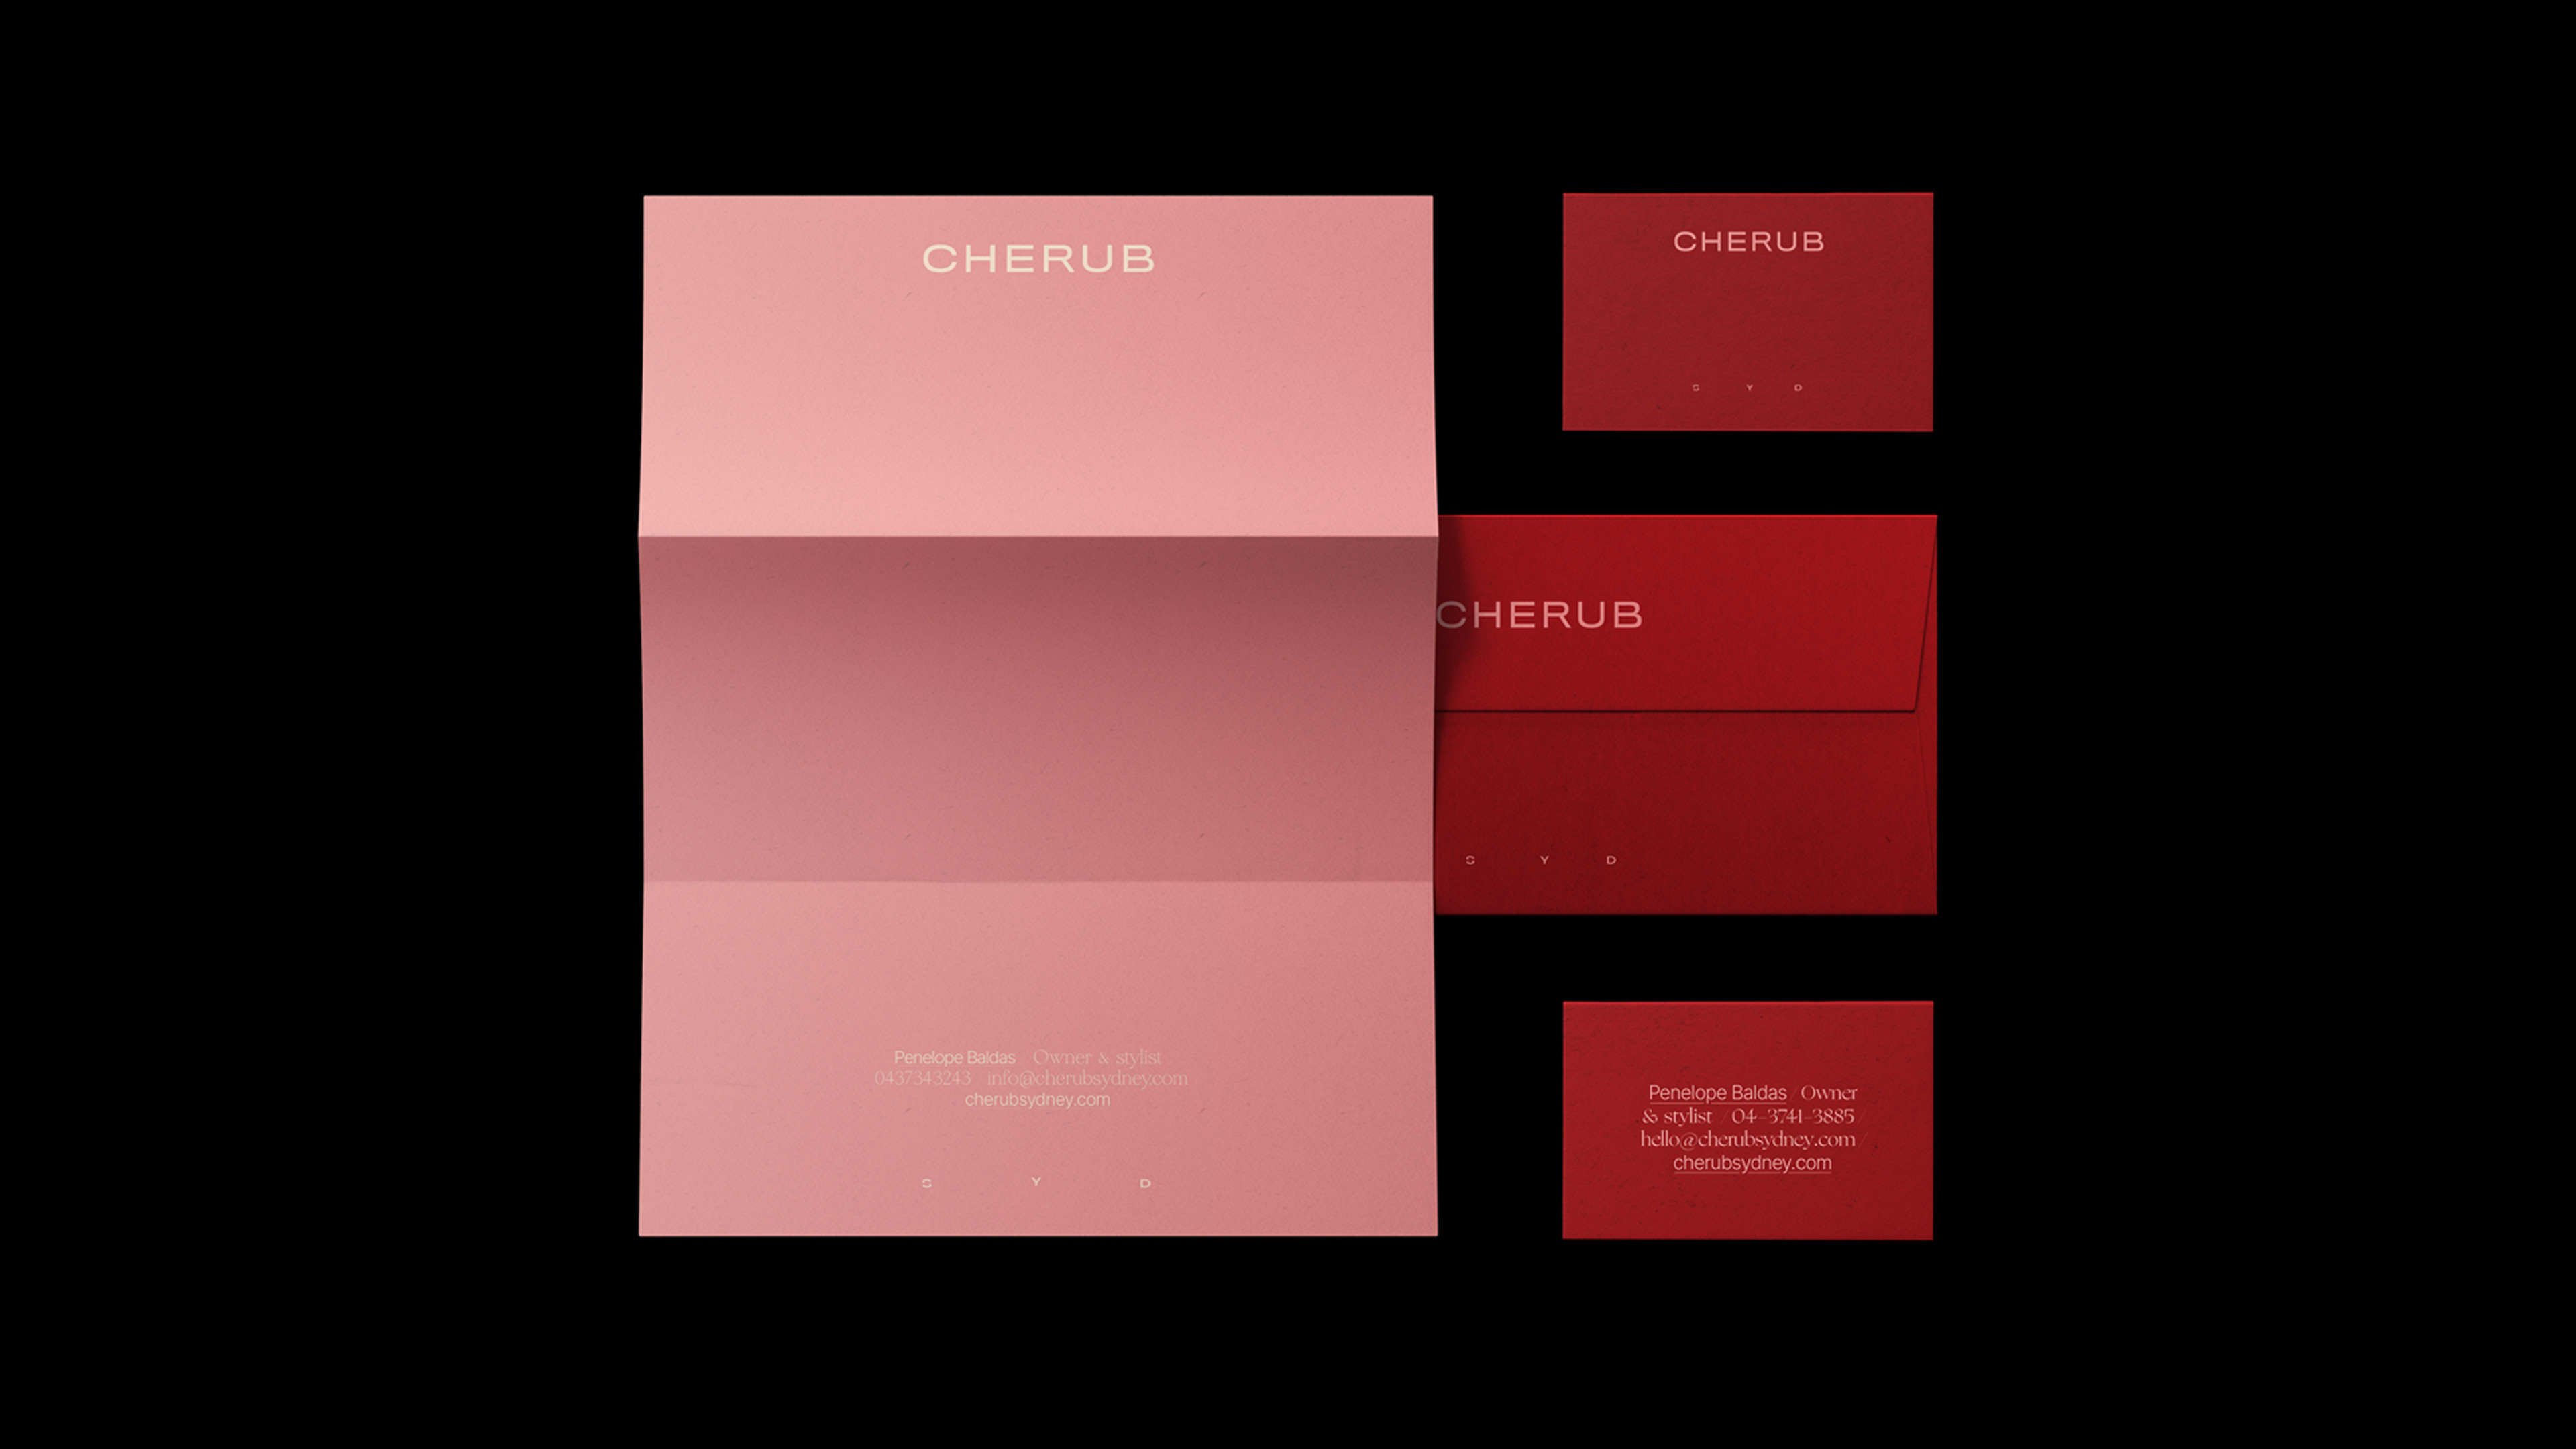 CHERUB
Penelope Baldas Owner & stylist
0437343243 info@cherubsydney.com
cherubsydney.com
S Y D
CHERUB
S Y D
CHERUB
S Y D
Penelope Baldas / Owner
& stylist / 04-3741-3885 /
hello@cherubsydney.com /
cherubsydney.com